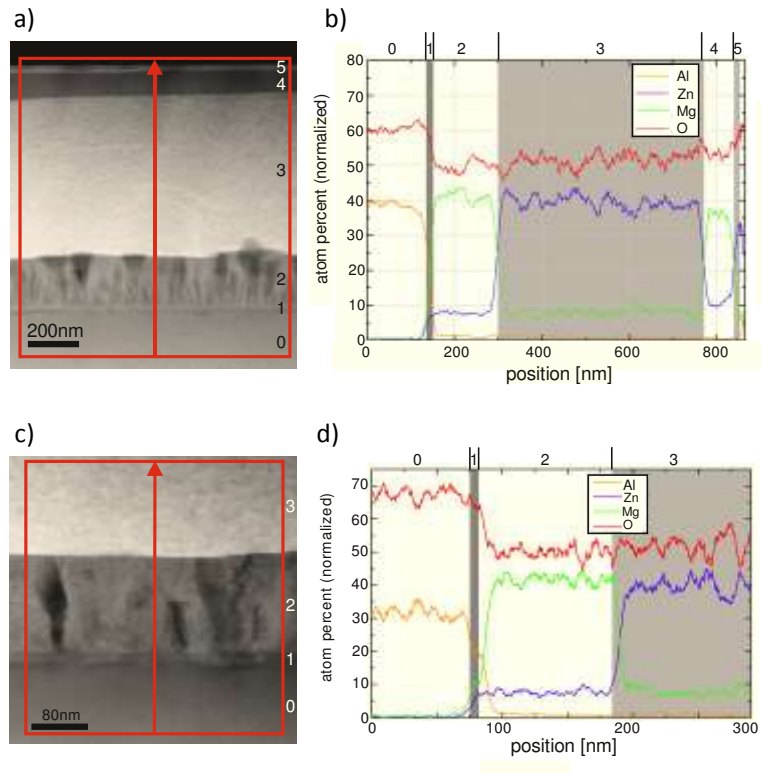 a)
5
4
3
2
1
0
200nm
b)
0 1 2 3 4 5
80
70
60
50
40
30
20
10
0
atom percent (normalized)
Al
Zn
Mg
O
0 200 400 600 800
position [nm]
c)
3
2
1
0
80nm
d)
0 1 2 3
70
60
50
40
30
20
10
0
atom percent (normalized)
Al
Zn
Mg
O
0 100 200 300
position [nm]